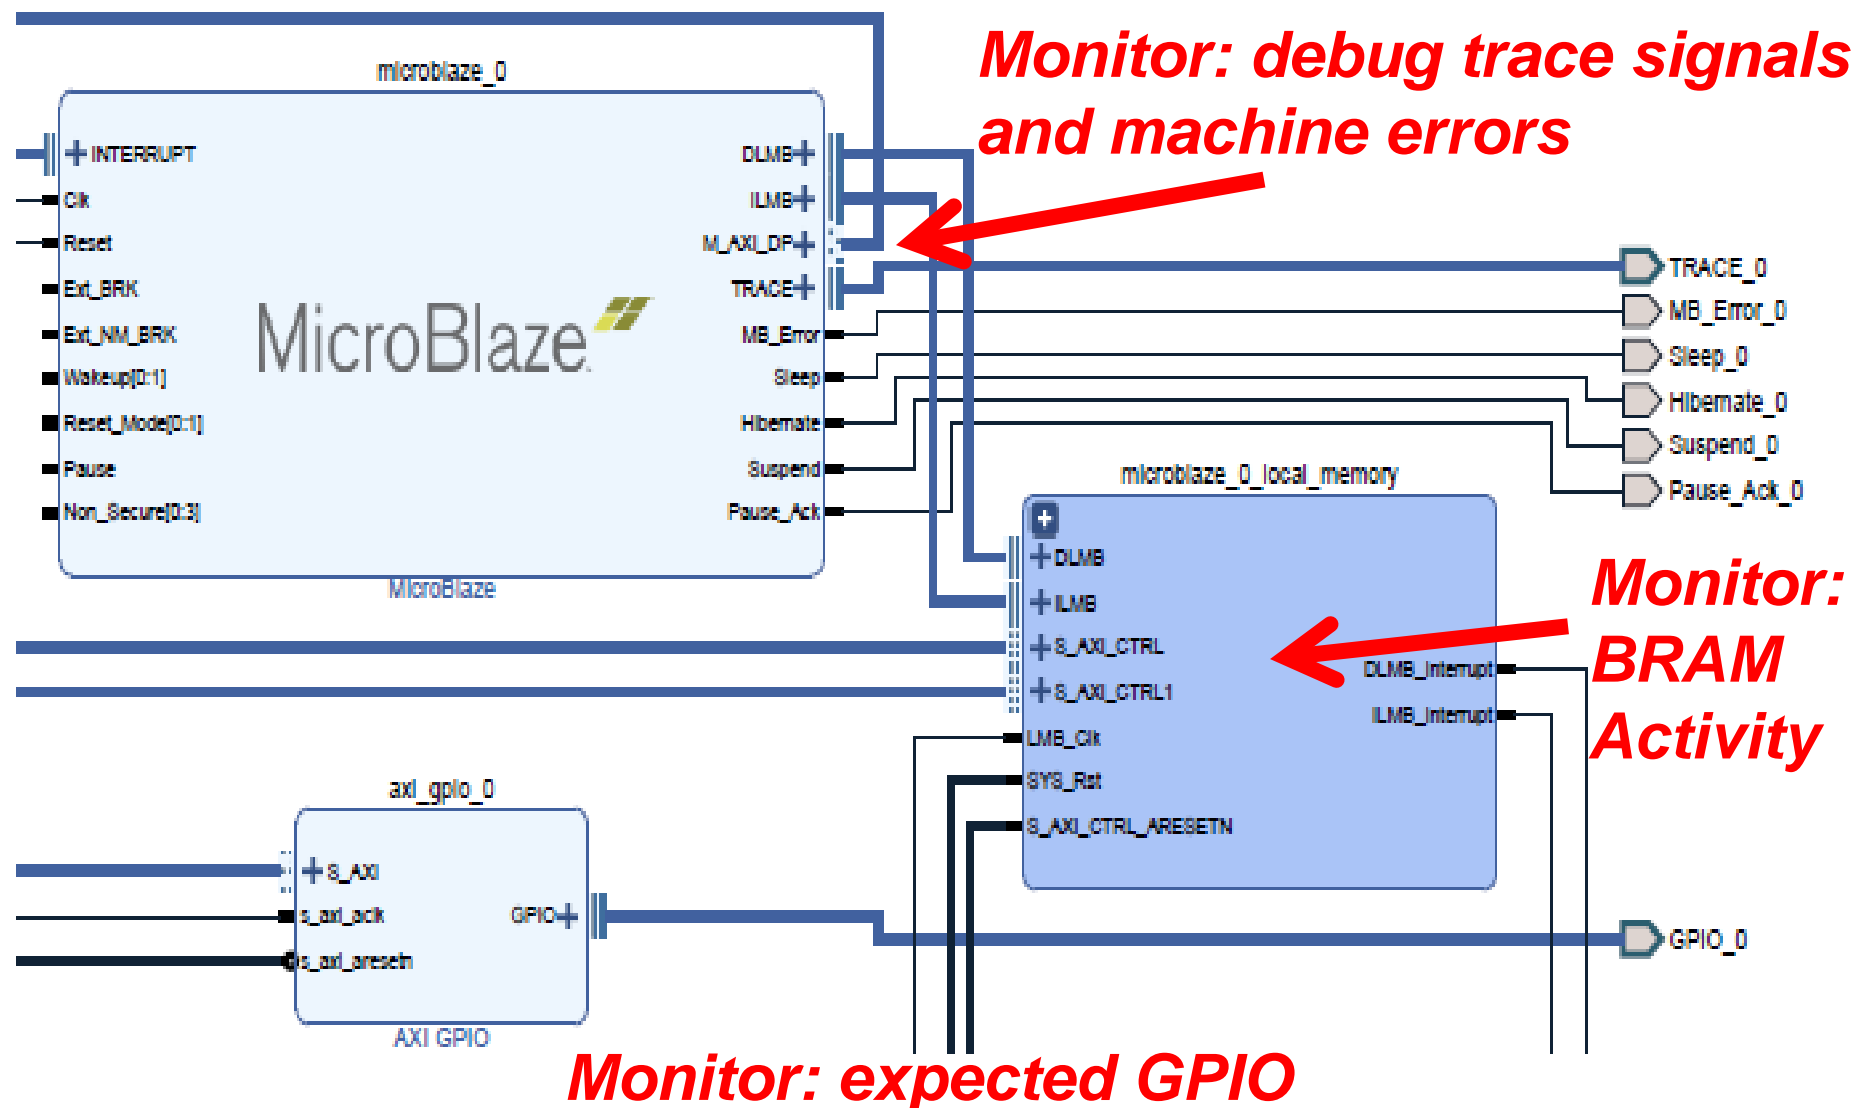 Monitor: debug trace signals
and machine errors
microblaze_0
INTERRUPT
Clk
Reset
Ext_BRK
Ext_NM_BRK
Wakeup[0:1]
Reset_Mode[0:1]
Pause
Non_Secure[0:3]
MicroBlaze
DLMB
ILMB
M_AXI_DP
TRACE
MB_Error
Sleep
Hibernate
Suspend
Pause_Ack
MicroBlaze
TRACE_0
MB_Error_0
Sleep_0
Hibernate_0
Suspend_0
Pause_Ack_0
microblaze_0_local_memory
DLMB
ILMB
S_AXI_CTRL
S_AXI_CTRL1
LMB_Clk
SYS_Rst
S_AXI_CTRL_ARESETN
DLMB_Interrupt
ILMB_Interrupt
Monitor:
BRAM
Activity
axi_gpio_0
S_AXI
s_axi_aclk
s_axi_aresetn
GPIO
AXI GPIO
GPIO_0
Monitor: expected GPIO